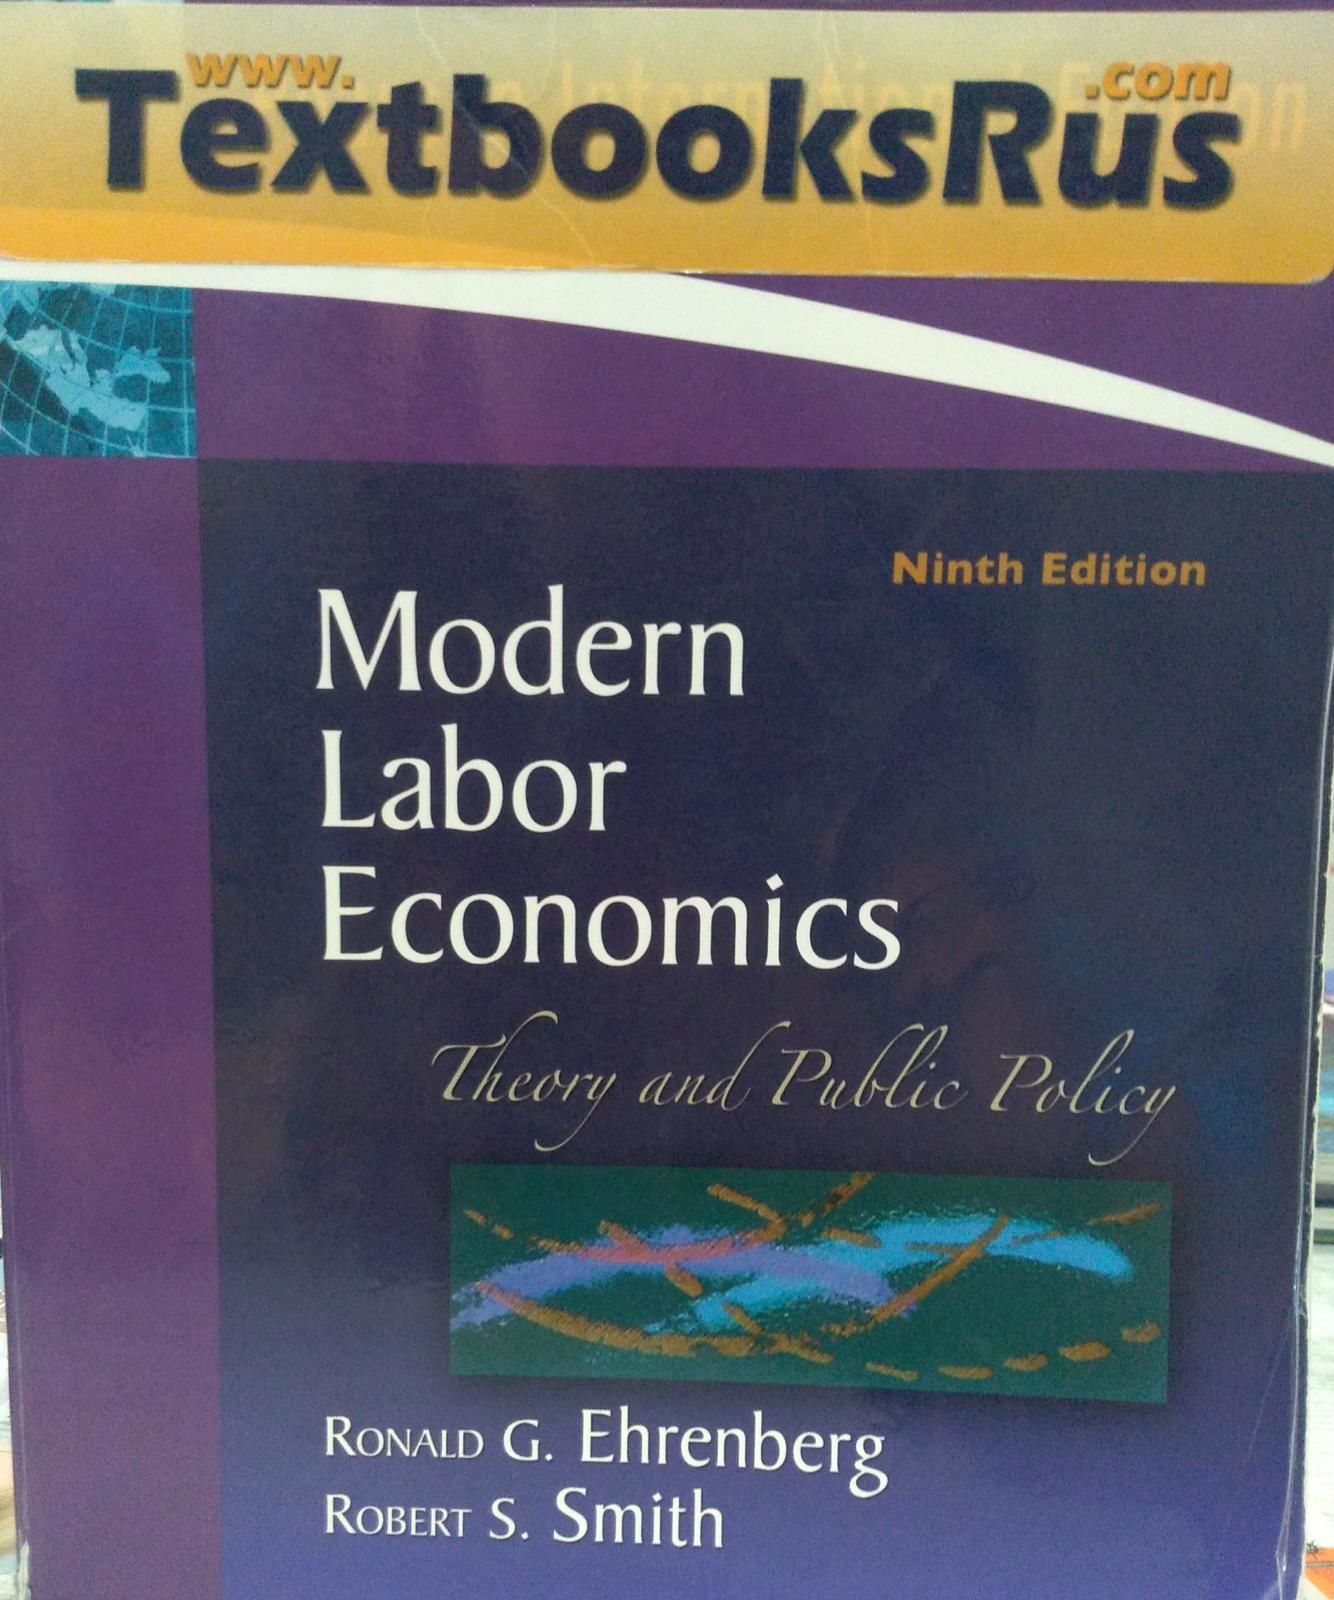 www.
.com
TextbooksRus
Ninth Edition
Modern
Labor
Economics
Theory and Public Policy
RONALD G. Ehrenberg
ROBERT S. Smith